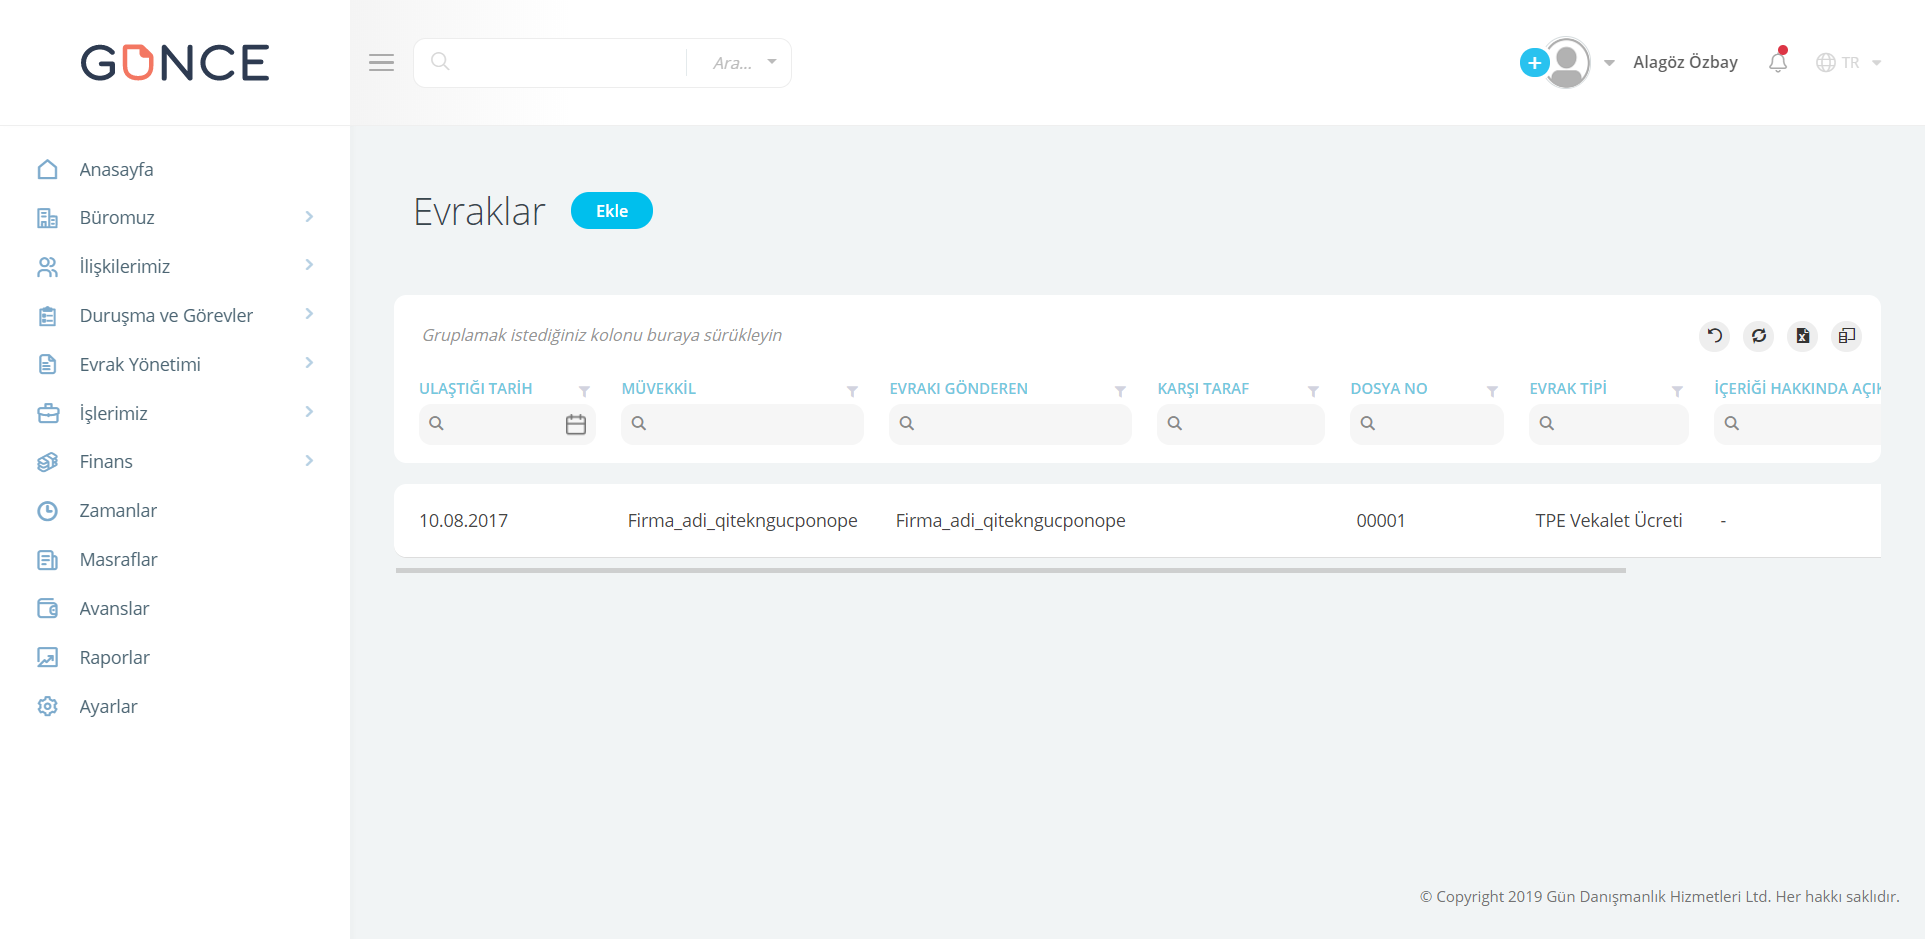 GÜNCE
Ara...
Alagöz Özbay
TR
Anasayfa
Büromuz
İlişkilerimiz
Duruşma ve Görevler
Evrak Yönetimi
İşlerimiz
Finans
Zamanlar
Masraflar
Avanslar
Raporlar
Ayarlar
Evraklar
Ekle
Gruplamak istediğiniz kolonu buraya sürükleyin
ULAŞTIĞI TARİH MÜVEKKİL EVRAKI GÖNDEREN KARŞI TARAF DOSYA NO EVRAK TİPİ İÇERİĞİ HAKKINDA AÇIK
10.08.2017 Firma_adi_qitekngucponope Firma_adi_qitekngucponope 00001 TPE Vekalet Ücreti -
© Copyright 2019 Gün Danışmanlık Hizmetleri Ltd. Her hakkı saklıdır.